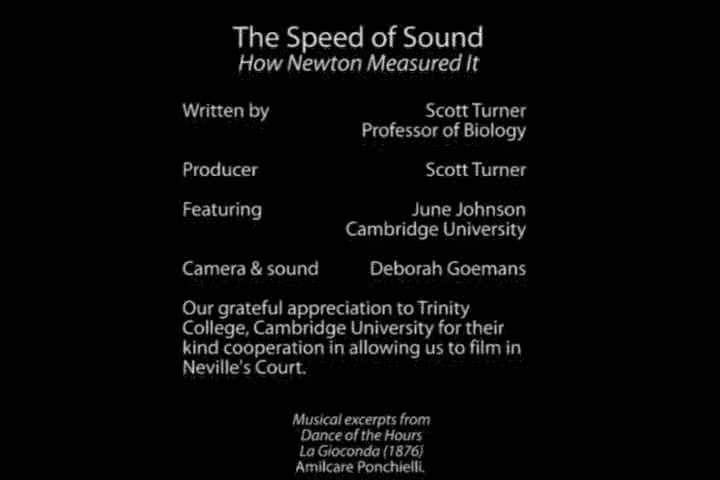 The Speed of Sound
How Newton Measured It
Written by Scott Turner
Professor of Biology
Producer Scott Turner
Featuring June Johnson
Cambridge University
Camera & sound Deborah Goemans
Our grateful appreciation to Trinity
College, Cambridge University for their
kind cooperation in allowing us to film in
Neville's Court.
Musical excerpts from
Dance of the Hours
La Gioconda (1876)
Amilcare Ponchielli.